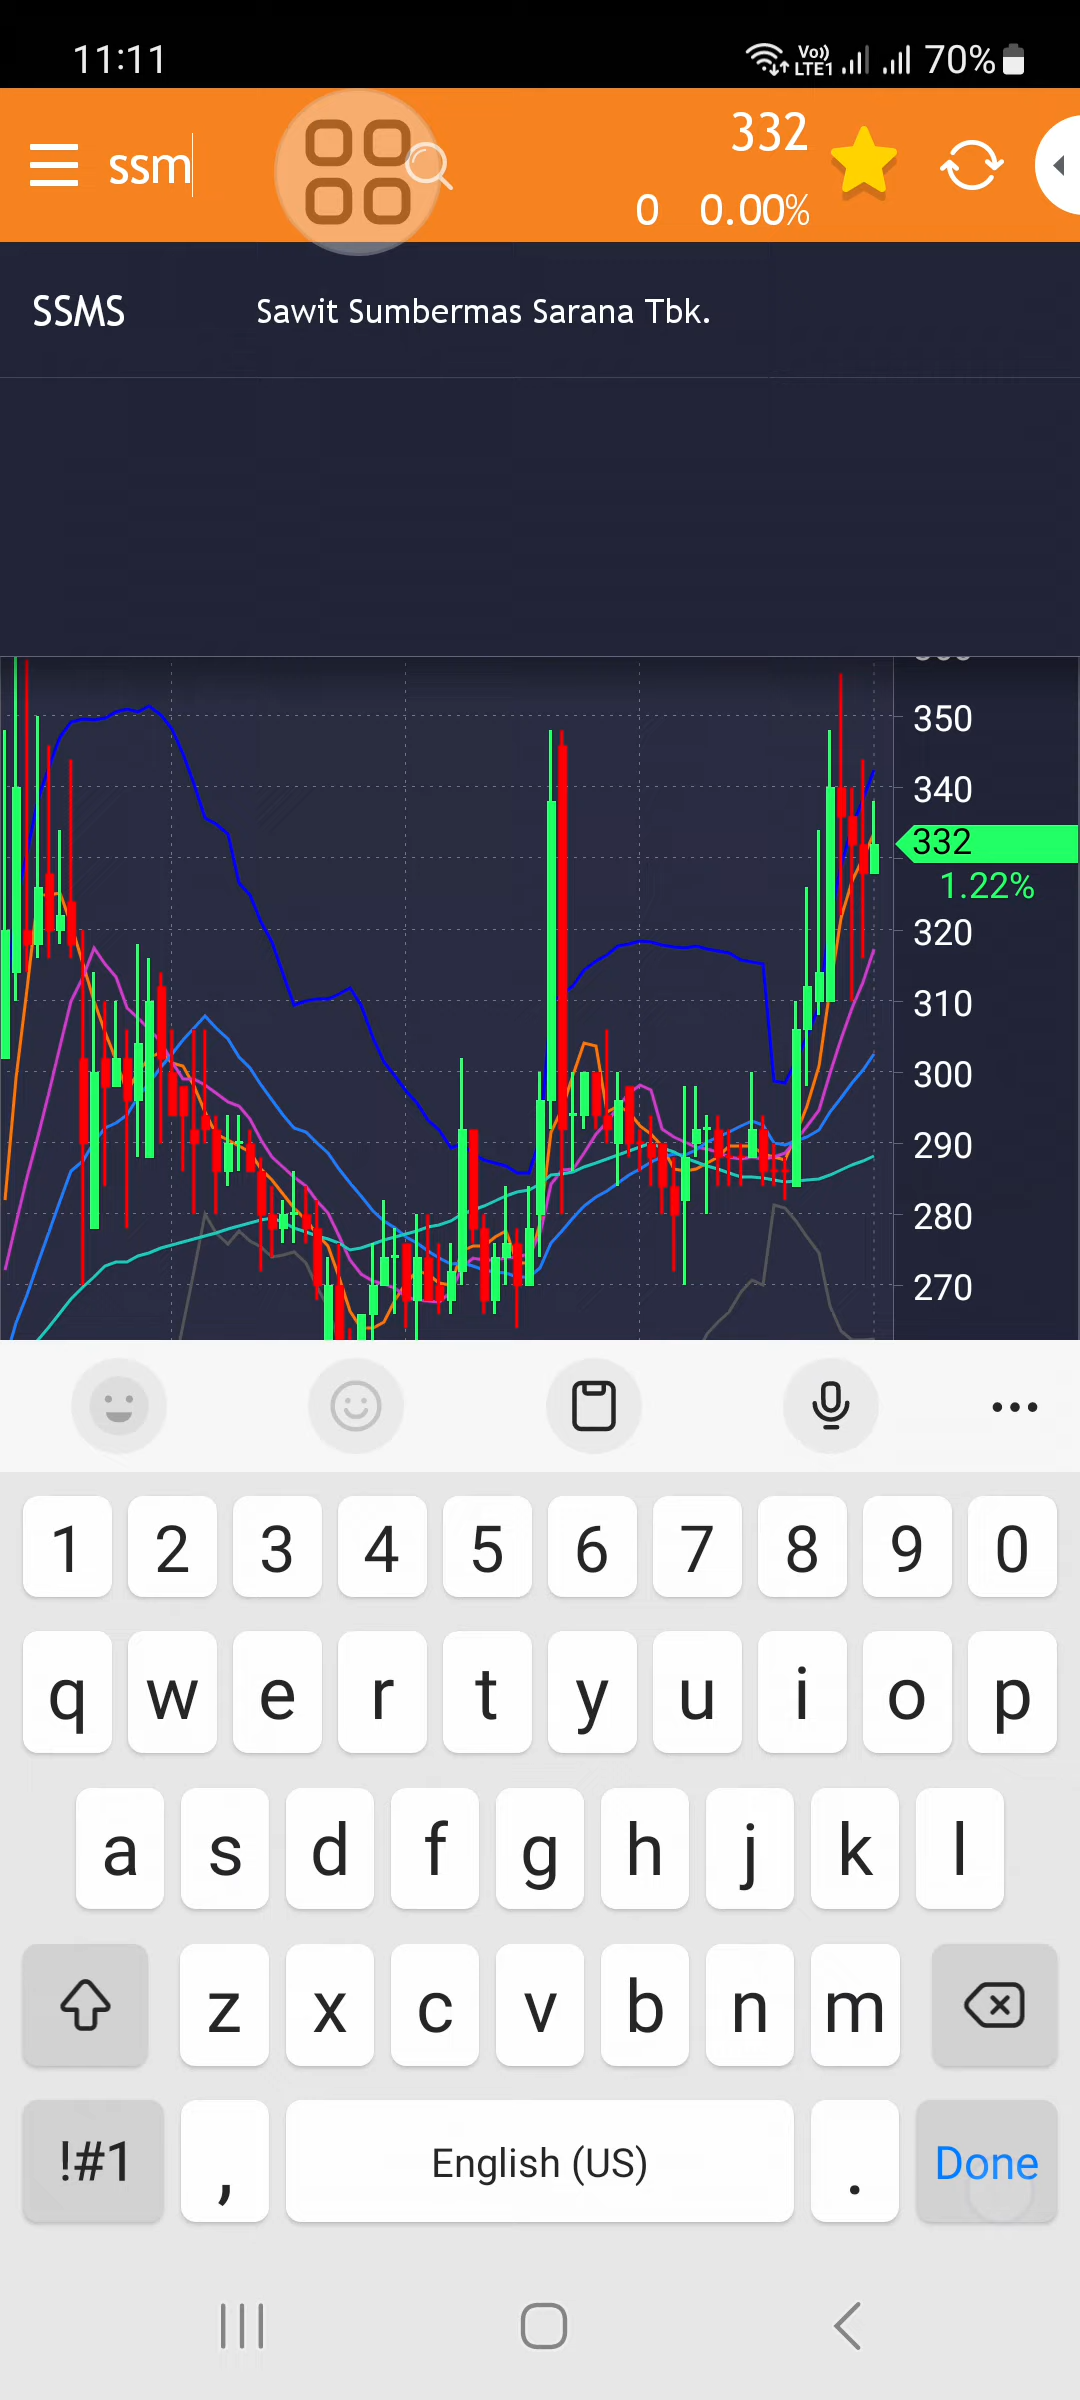 11:11
Vo)) LTE1 70%
ssm
332
0 0.00%
SSMS Sawit Sumbermas Sarana Tbk.
350
340
332
1.22%
320
310
300
290
280
270
1 2 3 4 5 6 7 8 9 0
q w e r t y u i o p
a s d f g h j k l
z x c v b n m
!#1 , English (US) . Done